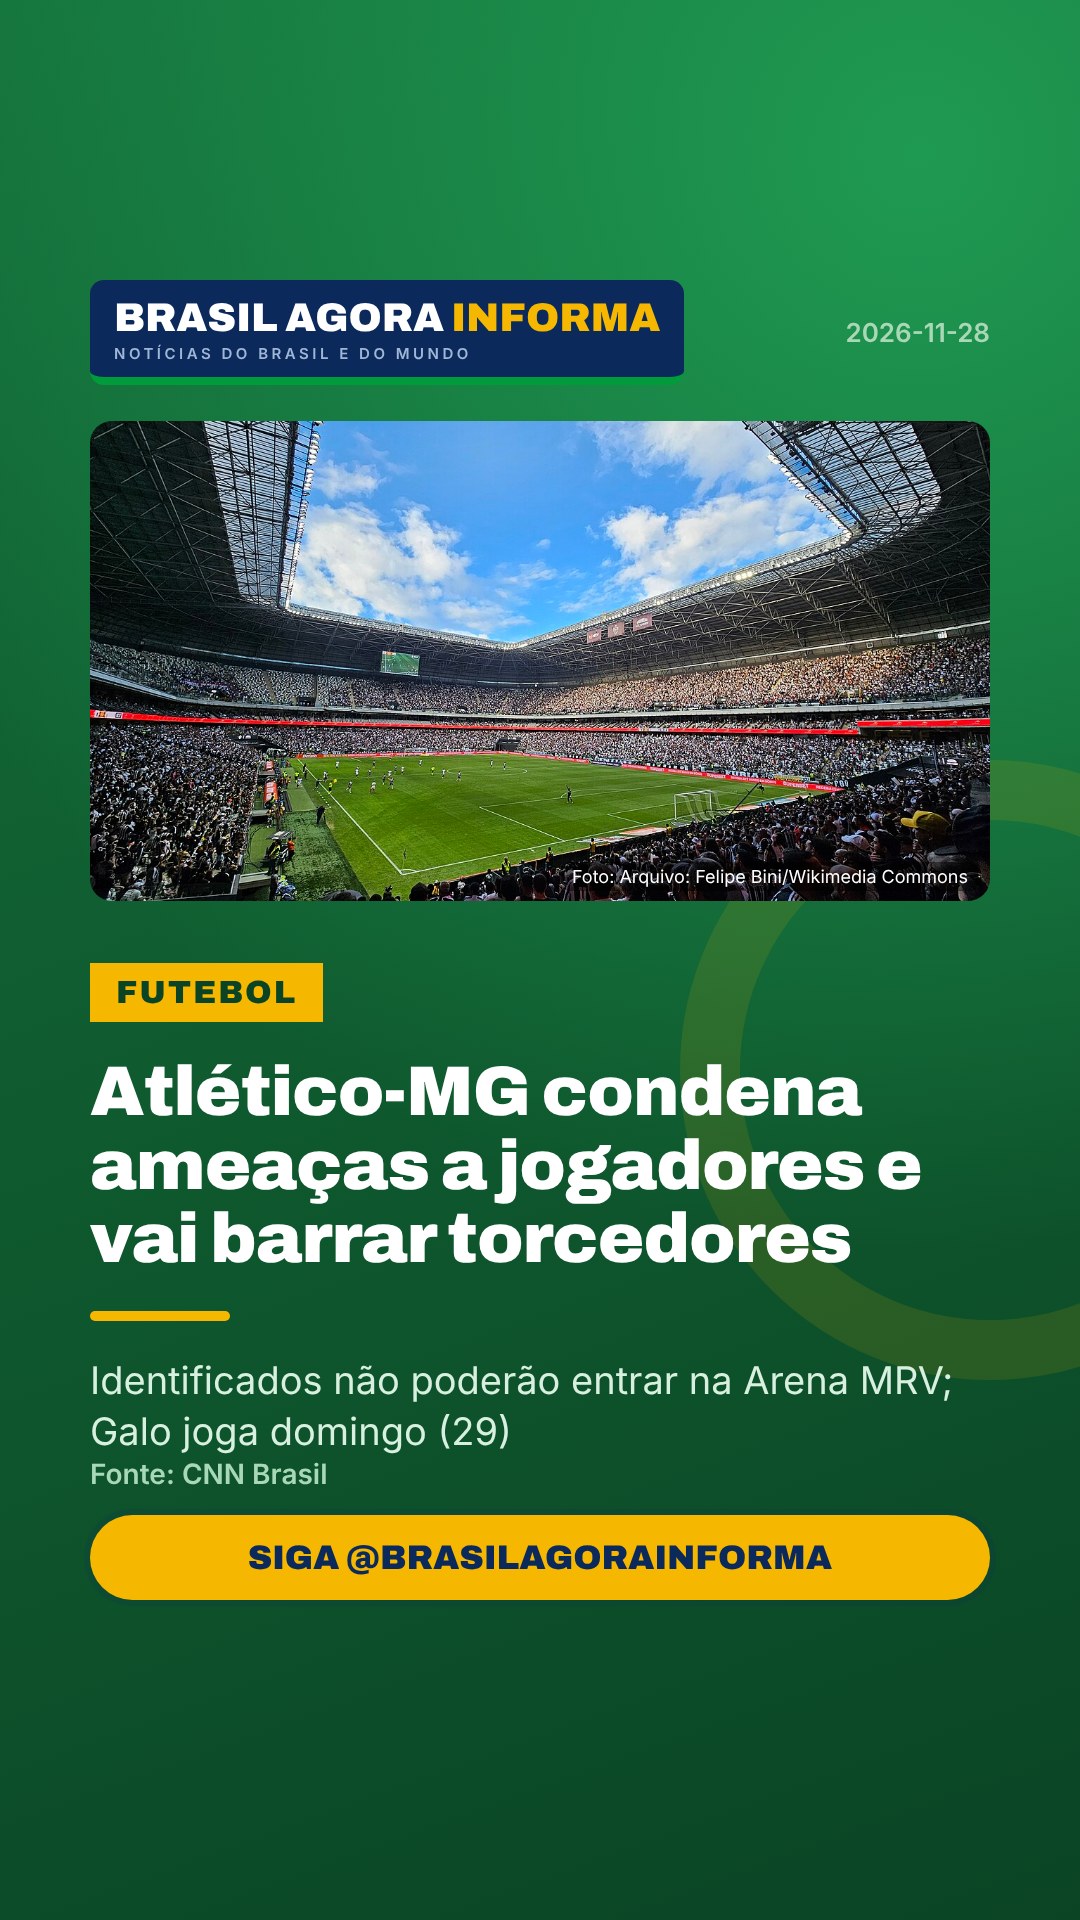 BRASIL AGORA INFORMA
NOTÍCIAS DO BRASIL E DO MUNDO
2026-11-28
Foto: Arquivo: Felipe Bini/Wikimedia Commons
FUTEBOL
Atlético-MG condena
ameaças a jogadores e
vai barrar torcedores
Identificados não poderão entrar na Arena MRV;
Galo joga domingo (29)
Fonte: CNN Brasil
SIGA @BRASILAGORAINFORMA